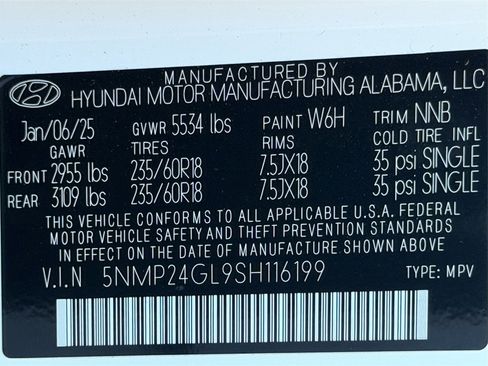 MANUFACTURED BY
HYUNDAI MOTOR MANUFACTURING ALABAMA, LLC
Jan/06/25 GVWR 5534 lbs PAINT W6H TRIM NNB
GAWR TIRES RIMS COLD TIRE INFL
FRONT 2955 lbs 235/60R18 7.5JX18 35 psi SINGLE
REAR 3109 lbs 235/60R18 7.5JX18 35 psi SINGLE
THIS VEHICLE CONFORMS TO ALL APPLICABLE U.S.A. FEDERAL
MOTOR VEHICLE SAFETY AND THEFT PREVENTION STANDARDS
IN EFFECT ON THE DATE OF MANUFACTURE SHOWN ABOVE.
V.I.N 5NMP24GL9SH116199 TYPE: MPV